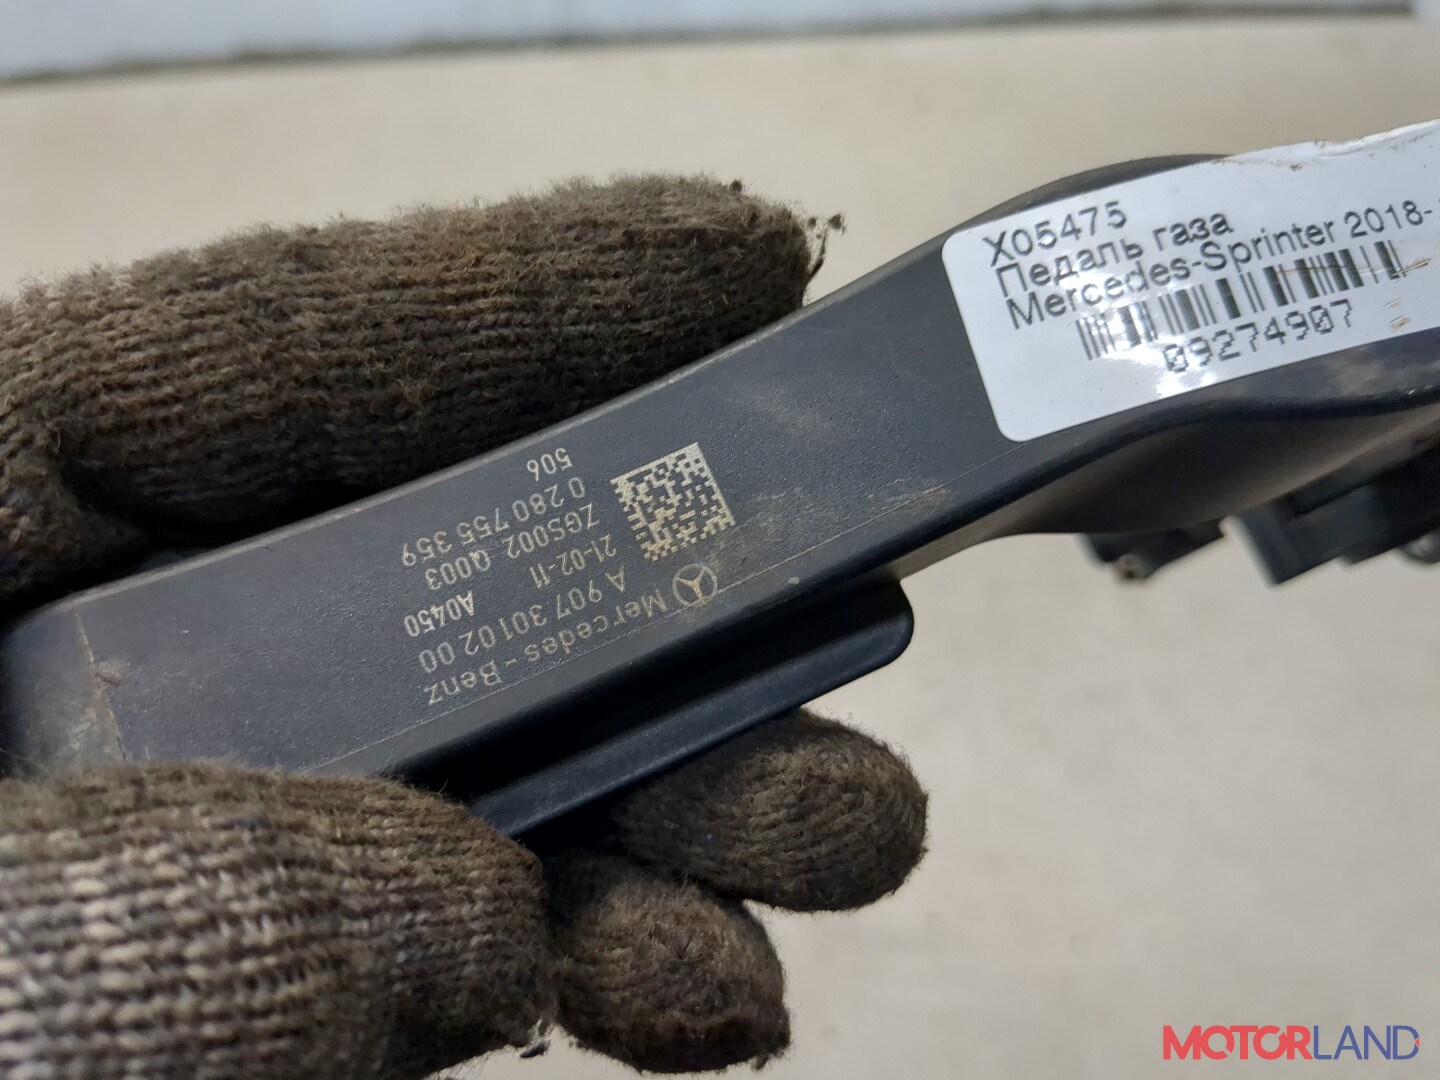 X05475
Педаль газа
Mercedes-Sprinter 2018-
09274907
Mercedes-Benz
A 907 301 02 00
21-02-11 A0450
ZGS002 Q003
0 280 755 359
506
MOTORLAND